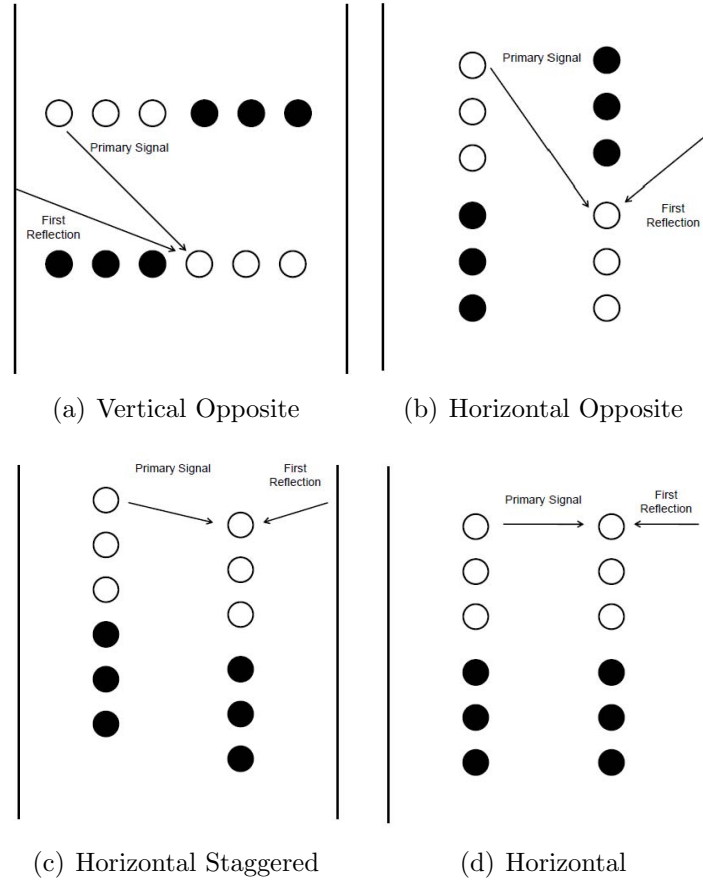 Primary Signal
First
Reflection
(a) Vertical Opposite
Primary Signal
First
Reflection
(b) Horizontal Opposite
Primary Signal
First
Reflection
(c) Horizontal Staggered
Primary Signal
First
Reflection
(d) Horizontal